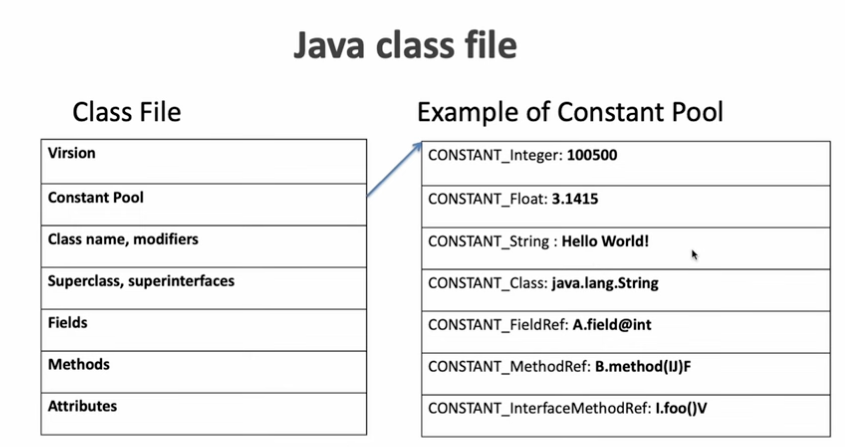 Java class file
Class File
Example of Constant Pool
Virsion
Constant Pool
Class name, modifiers
Superclass, superinterfaces
Fields
Methods
Attributes
CONSTANT_Integer: 100500
CONSTANT_Float: 3.1415
CONSTANT_String : Hello World!
CONSTANT_Class: java.lang.String
CONSTANT_FieldRef: A.field@int
CONSTANT_MethodRef: B.method(IJ)F
CONSTANT_InterfaceMethodRef: I.foo()V